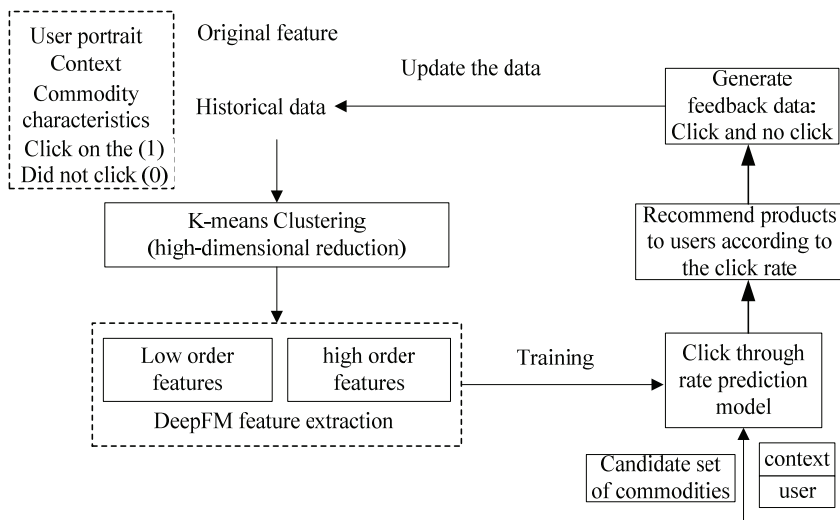 User portrait
Context
Commodity
characteristics
Click on the (1)
Did not click (0)
Original feature
Historical data
Update the data
Generate
feedback data:
Click and no click
K-means Clustering
(high-dimensional reduction)
Recommend products
to users according to
the click rate
Low order
features
high order
features
DeepFM feature extraction
Training
Click through
rate prediction
model
Candidate set
of commodities
context
user